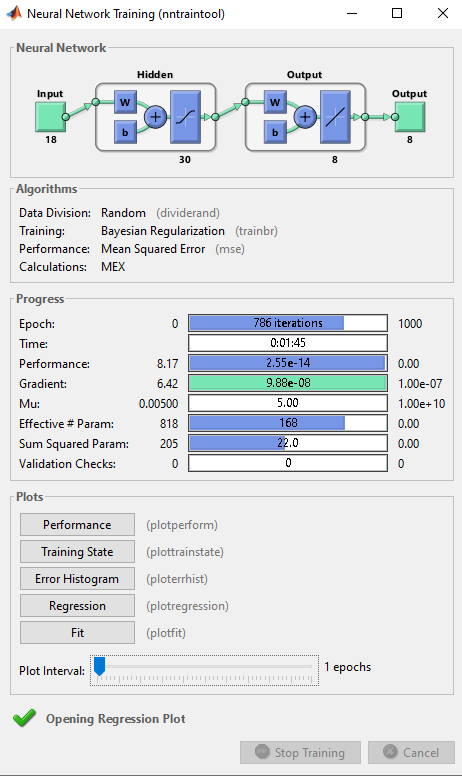 Neural Network Training (nntraintool)
Neural Network
Hidden Output
Input Output
W W
b b
+ +
18 8
30 8
Algorithms
Data Division: Random (dividerand)
Training: Bayesian Regularization (trainbr)
Performance: Mean Squared Error (mse)
Calculations: MEX
Progress
Epoch: 0 786 iterations 1000
Time: 0:01:45
Performance: 8.17 2.55e-14 0.00
Gradient: 6.42 9.88e-08 1.00e-07
Mu: 0.00500 5.00 1.00e+10
Effective # Param: 818 168 0.00
Sum Squared Param: 205 22.0 0.00
Validation Checks: 0 0 0
Plots
Performance (plotperform)
Training State (plottrainstate)
Error Histogram (ploterrhist)
Regression (plotregression)
Fit (plotfit)
Plot Interval: 1 epochs
Opening Regression Plot
Stop Training Cancel